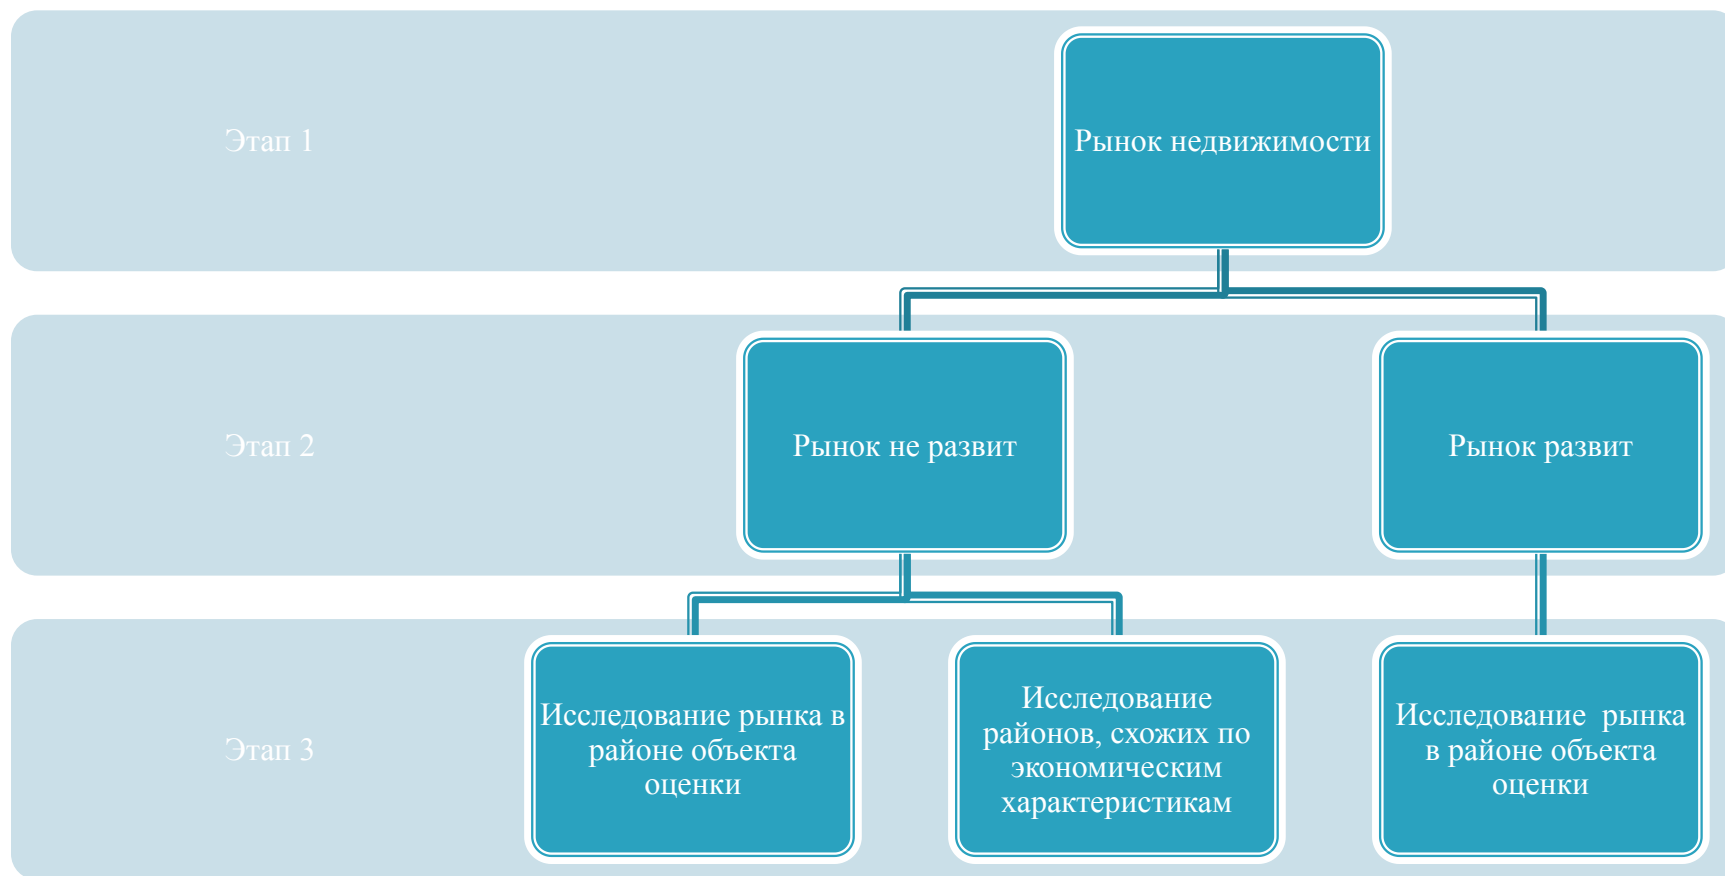 Этап 1
Рынок недвижимости
Этап 2
Рынок не развит
Рынок развит
Этап 3
Исследование рынка в
районе объекта
оценки
Исследование
районов, схожих по
экономическим
характеристикам
Исследование  рынка
в районе объекта
оценки